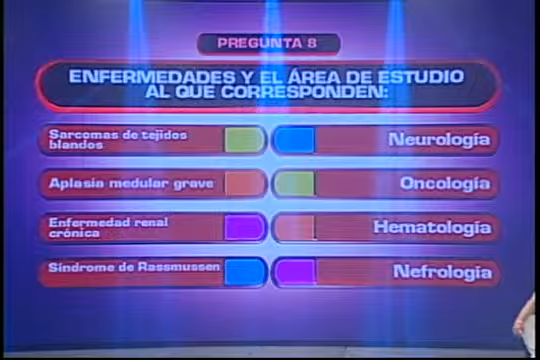 PREGUNTA 8
ENFERMEDADES Y EL ÁREA DE ESTUDIO
AL QUE CORRESPONDEN:
Sarcomas de tejidos
blandos
Neurología
Aplasia medular grave
Oncología
Enfermedad renal
crónica
Hematología
Síndrome de Rassmussen
Nefrología